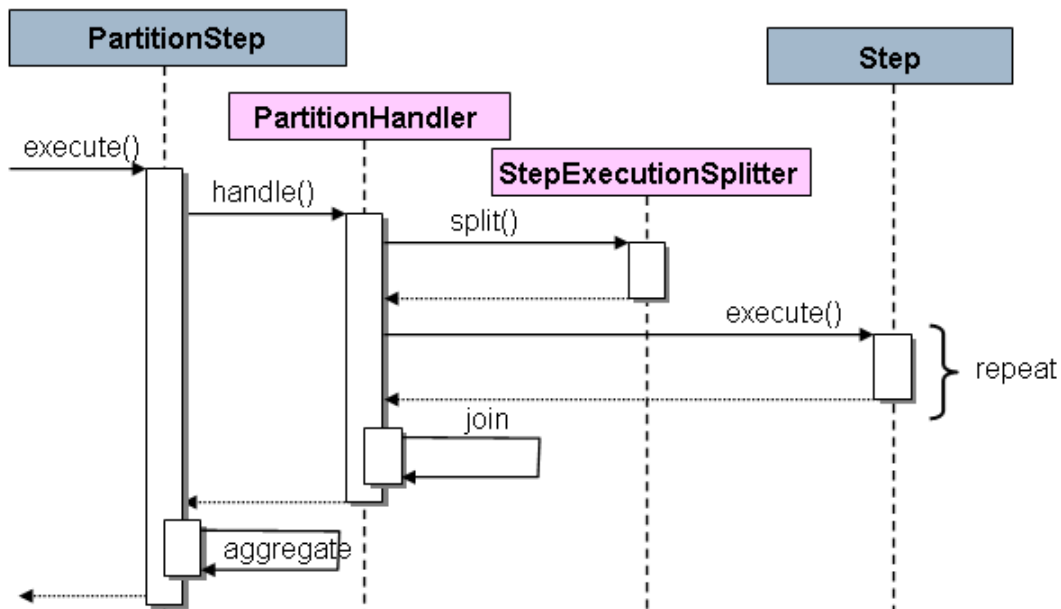 PartitionStep
Step
PartitionHandler
execute()
StepExecutionSplitter
handle()
split()
execute()
repeat
join
aggregate